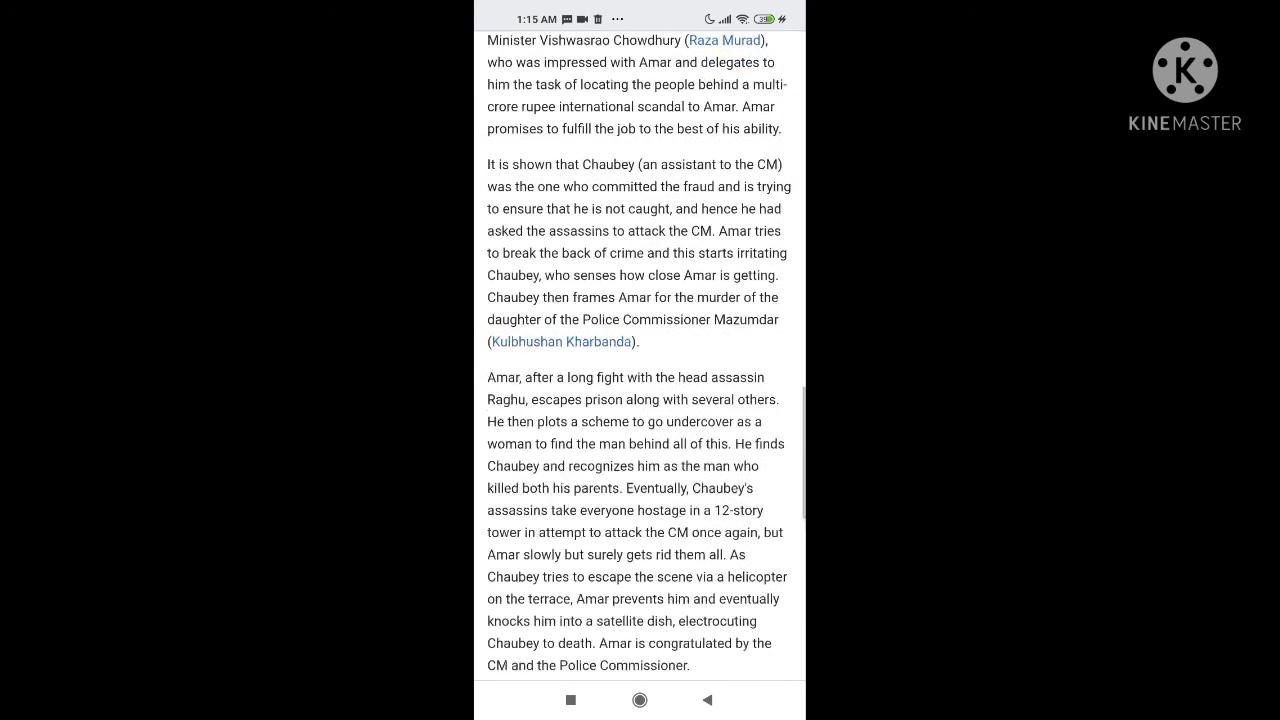 1:15 AM
39
Minister Vishwasrao Chowdhury (Raza Murad),
who was impressed with Amar and delegates to
him the task of locating the people behind a multi-
crore rupee international scandal to Amar. Amar
promises to fulfill the job to the best of his ability.
It is shown that Chaubey (an assistant to the CM)
was the one who committed the fraud and is trying
to ensure that he is not caught, and hence he had
asked the assassins to attack the CM. Amar tries
to break the back of crime and this starts irritating
Chaubey, who senses how close Amar is getting.
Chaubey then frames Amar for the murder of the
daughter of the Police Commissioner Mazumdar
(Kulbhushan Kharbanda).
Amar, after a long fight with the head assassin
Raghu, escapes prison along with several others.
He then plots a scheme to go undercover as a
woman to find the man behind all of this. He finds
Chaubey and recognizes him as the man who
killed both his parents. Eventually, Chaubey's
assassins take everyone hostage in a 12-story
tower in attempt to attack the CM once again, but
Amar slowly but surely gets rid them all. As
Chaubey tries to escape the scene via a helicopter
on the terrace, Amar prevents him and eventually
knocks him into a satellite dish, electrocuting
Chaubey to death. Amar is congratulated by the
CM and the Police Commissioner.
K
KINEMASTER